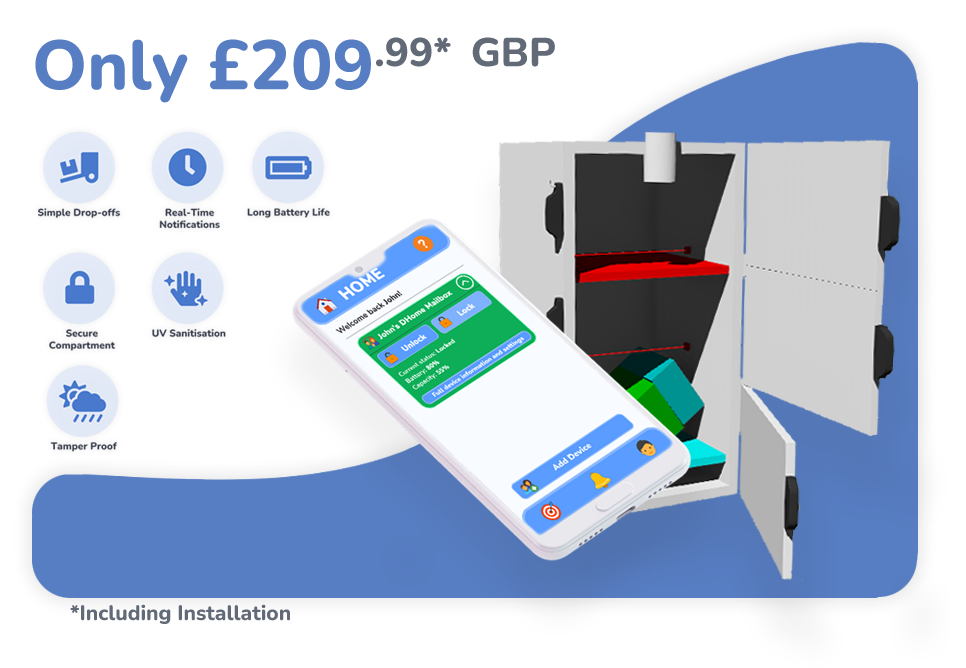 Only £209.99* GBP
Simple Drop-offs
Real-Time
Notifications
Long Battery Life
Secure
Compartment
UV Sanitisation
Tamper Proof
?
HOME
Welcome back John!
John's DHome Mailbox
Unlock
Lock
Current status: Locked
Battery: 80%
Capacity: 55%
Full device information and settings
Add Device
*Including Installation